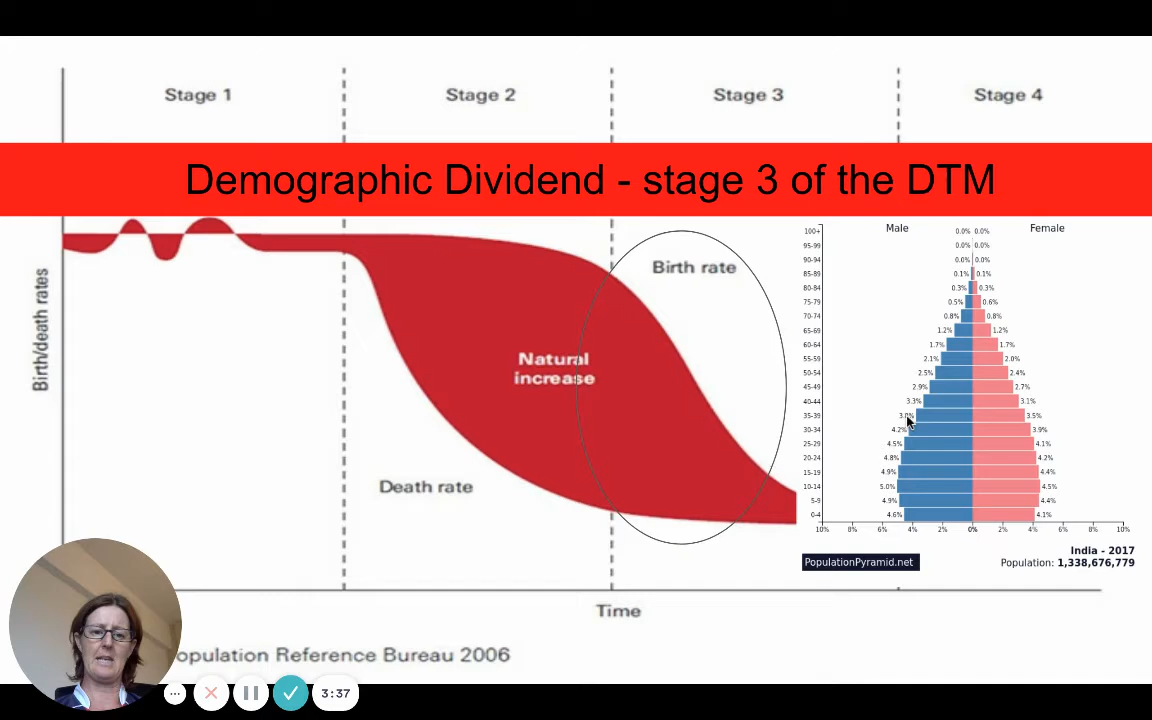 Stage 1
Stage 2
Stage 3
Stage 4
Demographic Dividend - stage 3 of the DTM
Birth/death rates
Birth rate
Natural
increase
Death rate
Time
opulation Reference Bureau 2006
Male
Female
100+ 0.0% 0.0%
95-99 0.0% 0.0%
90-94 0.0% 0.0%
85-89 0.1% 0.1%
80-84 0.3% 0.3%
75-79 0.5% 0.6%
70-74 0.8% 0.8%
65-69 1.2% 1.2%
60-64 1.7% 1.7%
55-59 2.1% 2.0%
50-54 2.5% 2.4%
45-49 2.9% 2.7%
40-44 3.3% 3.1%
35-39 3.5%
30-34 4.2% 3.9%
25-29 4.5% 4.1%
20-24 4.8% 4.2%
15-19 4.9% 4.4%
10-14 5.0% 4.5%
5-9 4.9% 4.4%
0-4 4.6% 4.1%
10% 8% 6% 4% 2% 0% 2% 4% 6% 8% 10%
PopulationPyramid.net
India - 2017
Population: 1,338,676,779
3:37